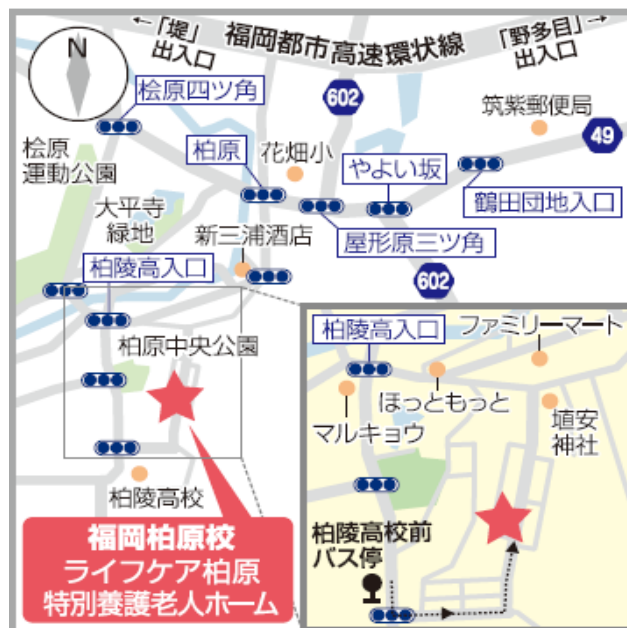 N
←「堤」
出入口
福岡都市高速環状線
「野多目」→
出入口
桧原四ツ角
602
筑紫郵便局
49
桧原
運動公園
柏原
花畑小
やよい坂
鶴田団地入口
大平寺
緑地
新三浦酒店
屋形原三ツ角
柏陵高入口
602
柏原中央公園
柏陵高校
福岡柏原校
ライフケア柏原
特別養護老人ホーム
柏陵高入口
ファミリーマート
ほっともっと
マルキョウ
埴安
神社
柏陵高校前
バス停